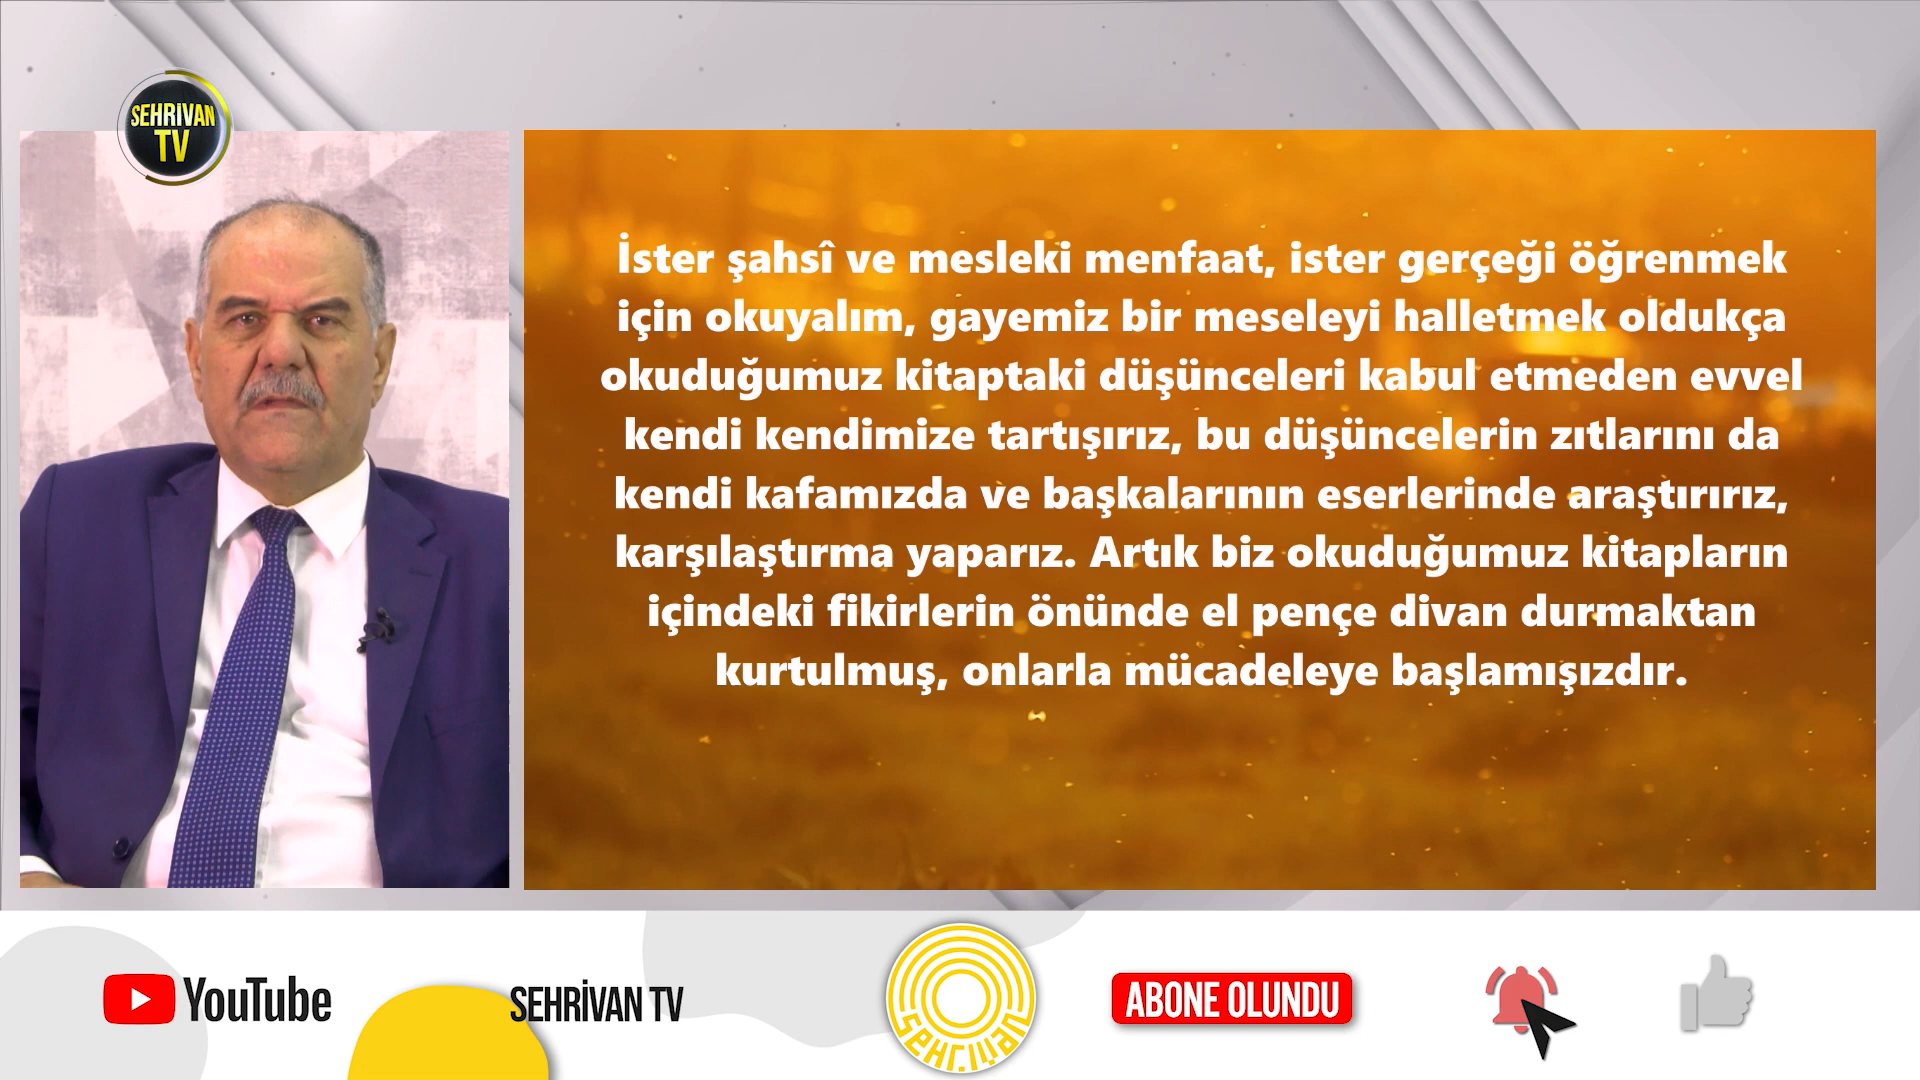 SEHRİVAN
TV
İster şahsî ve mesleki menfaat, ister gerçeği öğrenmek
için okuyalım, gayemiz bir meseleyi halletmek oldukça
okuduğumuz kitaptaki düşünceleri kabul etmeden evvel
kendi kendimize tartışırız, bu düşüncelerin zıtlarını da
kendi kafamızda ve başkalarının eserlerinde araştırırız,
karşılaştırma yaparız. Artık biz okuduğumuz kitapların
içindeki fikirlerin önünde el pençe divan durmaktan
kurtulmuş, onlarla mücadeleye başlamışızdır.
YouTube
SEHRİVAN TV
sehrivan
ABONE OLUNDU